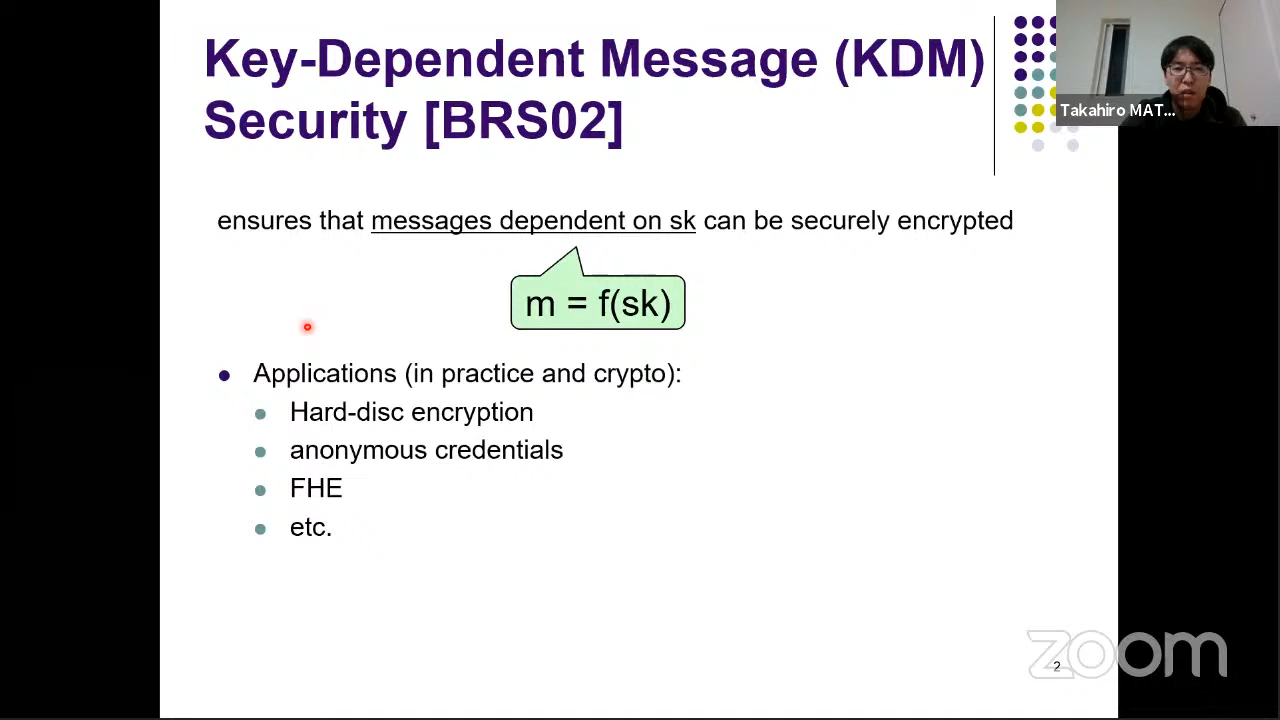 Key-Dependent Message (KDM)
Security [BRS02]
Takahiro MAT...
ensures that messages dependent on sk can be securely encrypted
m = f(sk)
Applications (in practice and crypto):
Hard-disc encryption
anonymous credentials
FHE
etc.
zoom
2